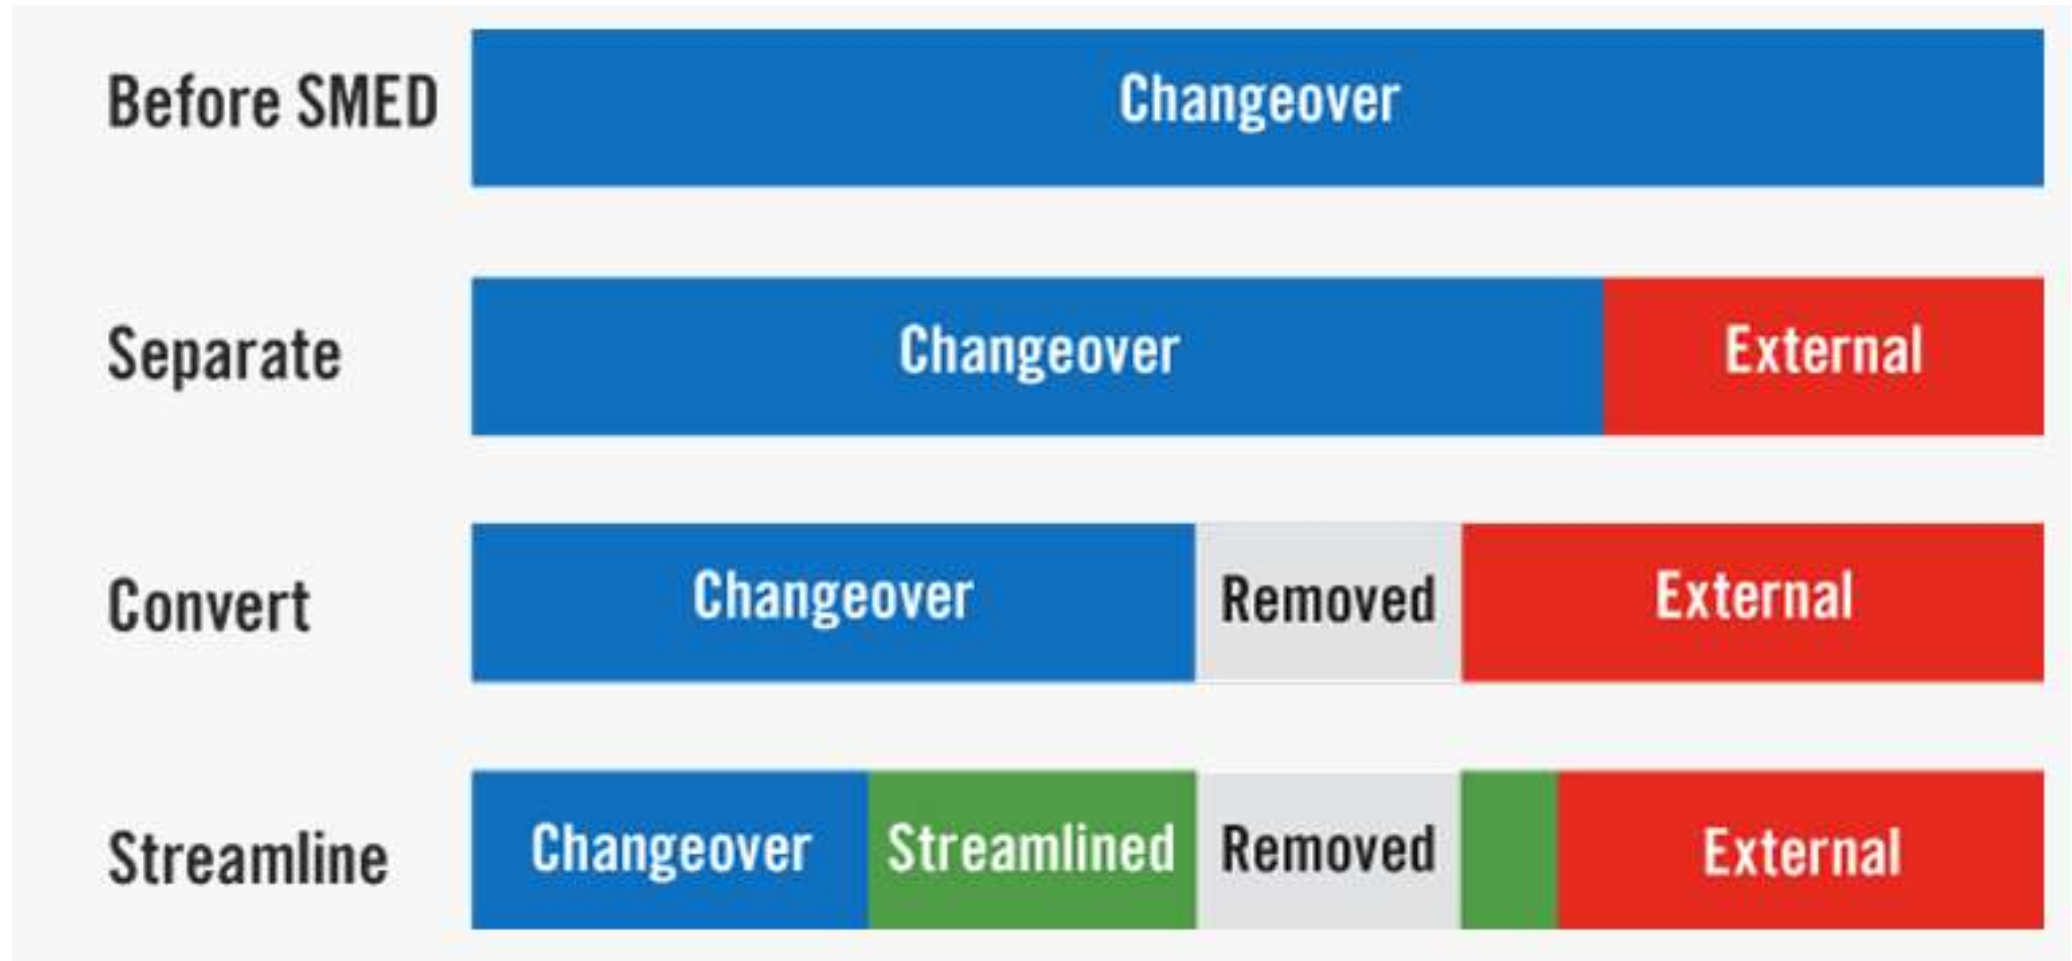 Before SMED
Changeover
Separate
Changeover
External
Convert
Changeover
Removed
External
Streamline
Changeover
Streamlined
Removed
External